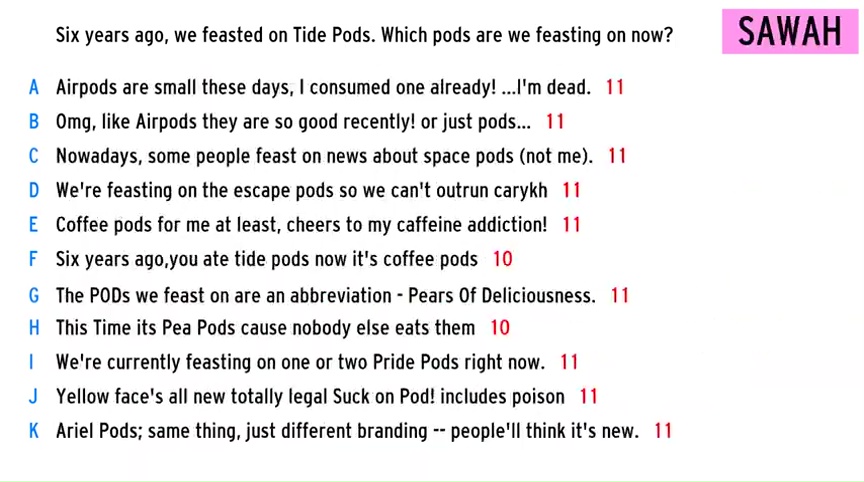 Six years ago, we feasted on Tide Pods. Which pods are we feasting on now?
SAWAH
A Airpods are small these days, I consumed one already! ...I'm dead. 11
B Omg, like Airpods they are so good recently! or just pods... 11
C Nowadays, some people feast on news about space pods (not me). 11
D We're feasting on the escape pods so we can't outrun carykh 11
E Coffee pods for me at least, cheers to my caffeine addiction! 11
F Six years ago,you ate tide pods now it's coffee pods 10
G The PODs we feast on are an abbreviation - Pears Of Deliciousness. 11
H This Time its Pea Pods cause nobody else eats them 10
I We're currently feasting on one or two Pride Pods right now. 11
J Yellow face's all new totally legal Suck on Pod! includes poison 11
K Ariel Pods; same thing, just different branding -- people'll think it's new. 11